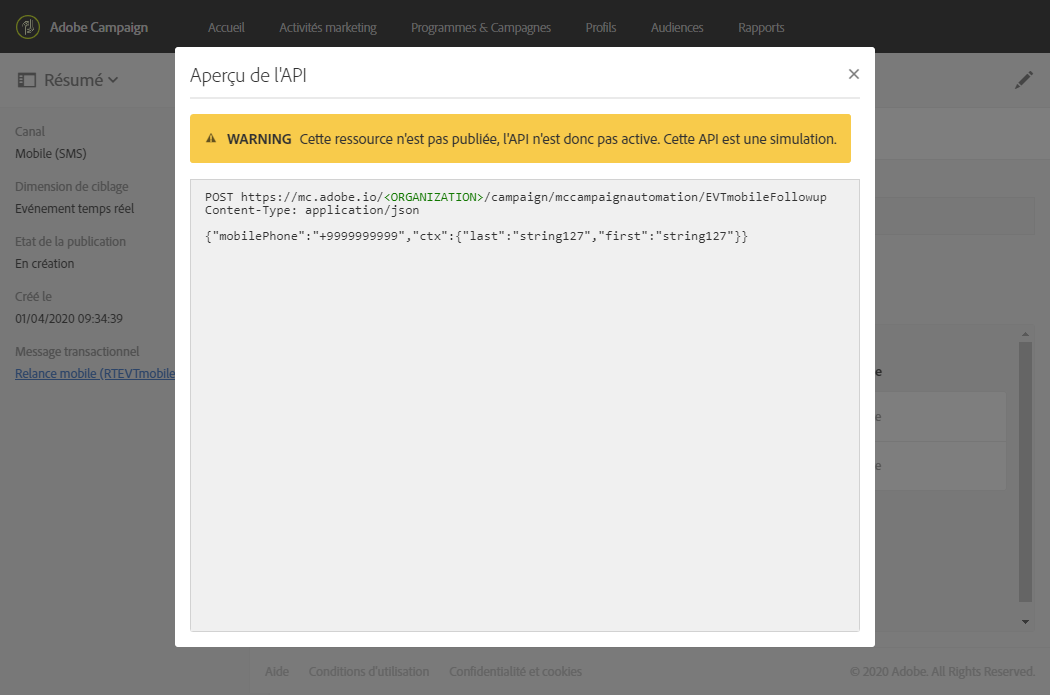 Adobe Campaign
Accueil
Activités marketing
Programmes & Campagnes
Profils
Audiences
Rapports
Résumé
Canal
Mobile (SMS)
Dimension de ciblage
Evénement temps réel
Etat de la publication
En création
Créé le
01/04/2020 09:34:39
Message transactionnel
Relance mobile (RTEVTmobile
Aperçu de l'API
WARNING Cette ressource n'est pas publiée, l'API n'est donc pas active. Cette API est une simulation.
POST https://mc.adobe.io/<ORGANIZATION>/campaign/mccampaignautomation/EVTmobileFollowup
Content-Type: application/json
{"mobilePhone":"+9999999999","ctx":{"last":"string127","first":"string127"}}
e
e
e
Aide
Conditions d'utilisation
Confidentialité et cookies
© 2020 Adobe. All Rights Reserved.